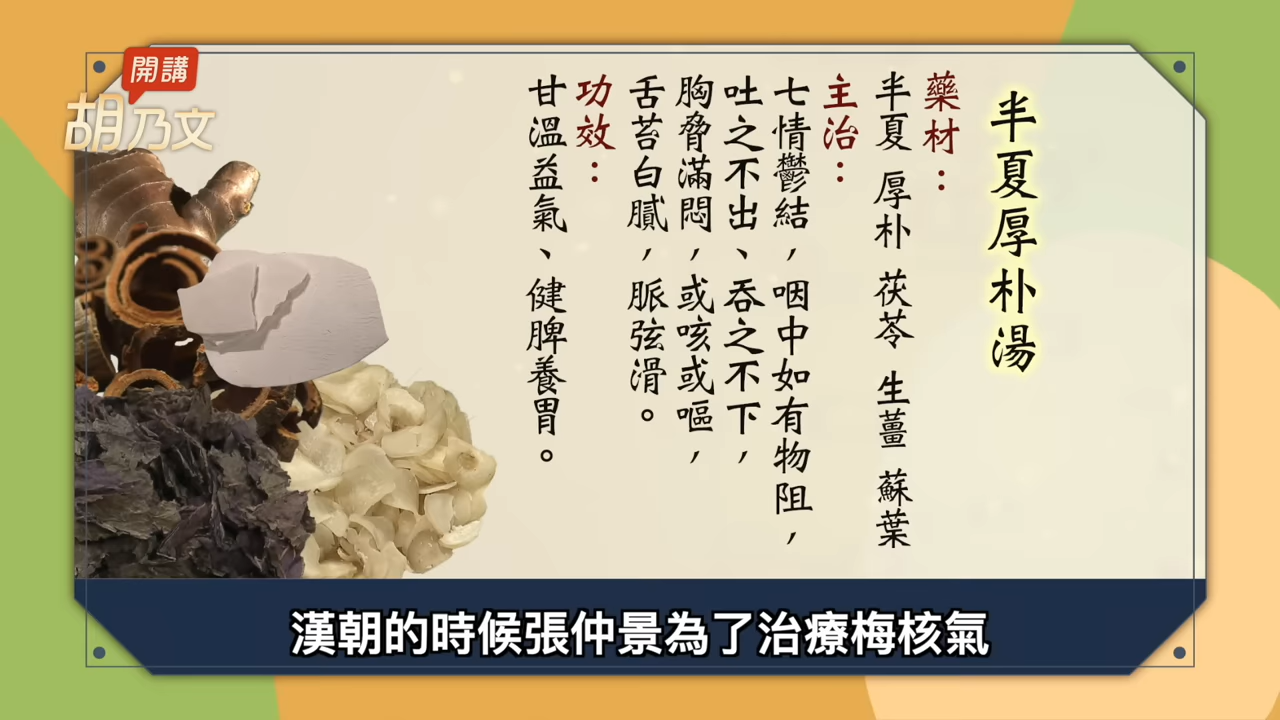 開講
胡乃文
半夏厚朴湯
藥材：
半夏 厚朴 茯苓 生薑 蘇葉
主治：
七情鬱結，咽中如有物阻，
吐之不出、吞之不下，
胸脅滿悶，或咳或嘔，
舌苔白膩，脈弦滑。
功效：
甘溫益氣、健脾養胃。
漢朝的時候張仲景為了治療梅核氣